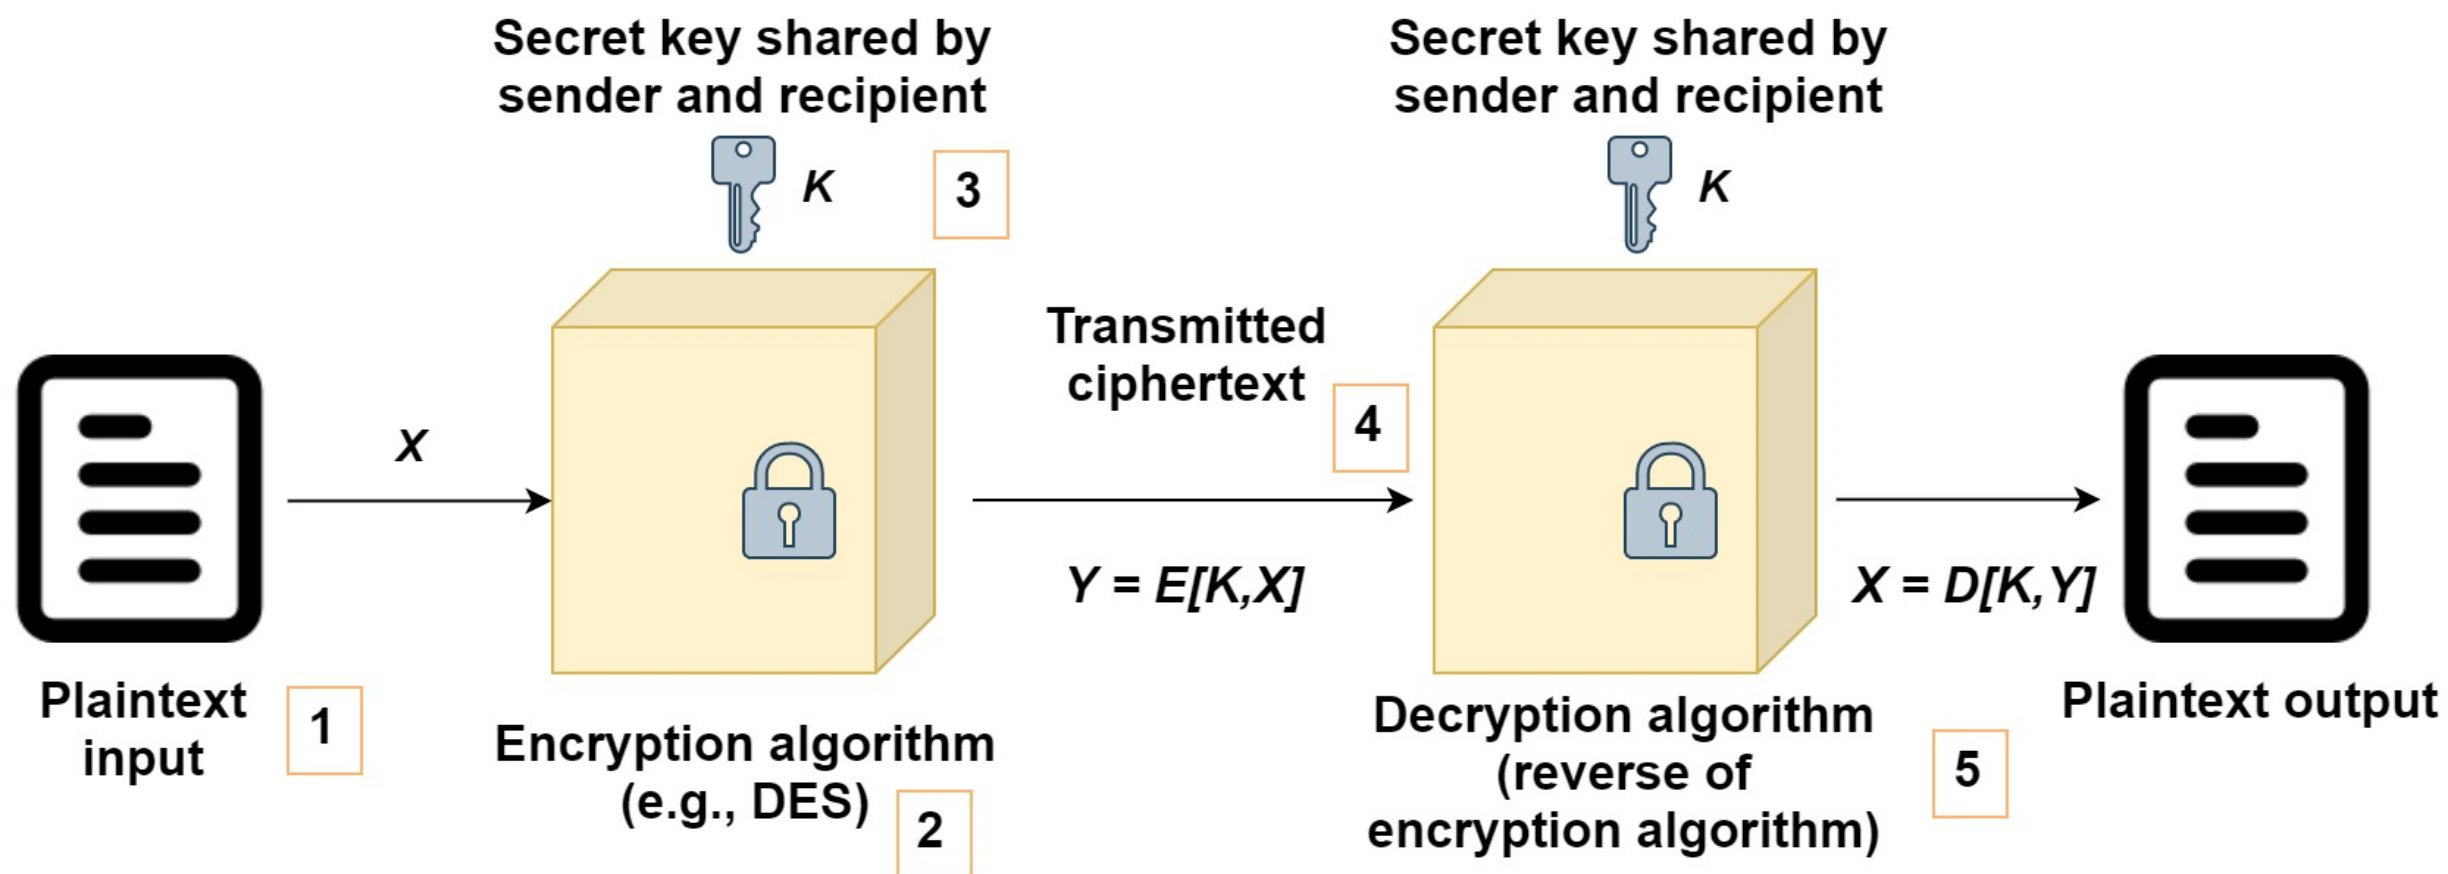 Secret key shared by
sender and recipient
K
3
Secret key shared by
sender and recipient
K
X
Transmitted
ciphertext
4
Y = E[K,X]
X = D[K,Y]
Plaintext
input
1
Encryption algorithm
(e.g., DES)
2
Decryption algorithm
(reverse of
encryption algorithm)
5
Plaintext output